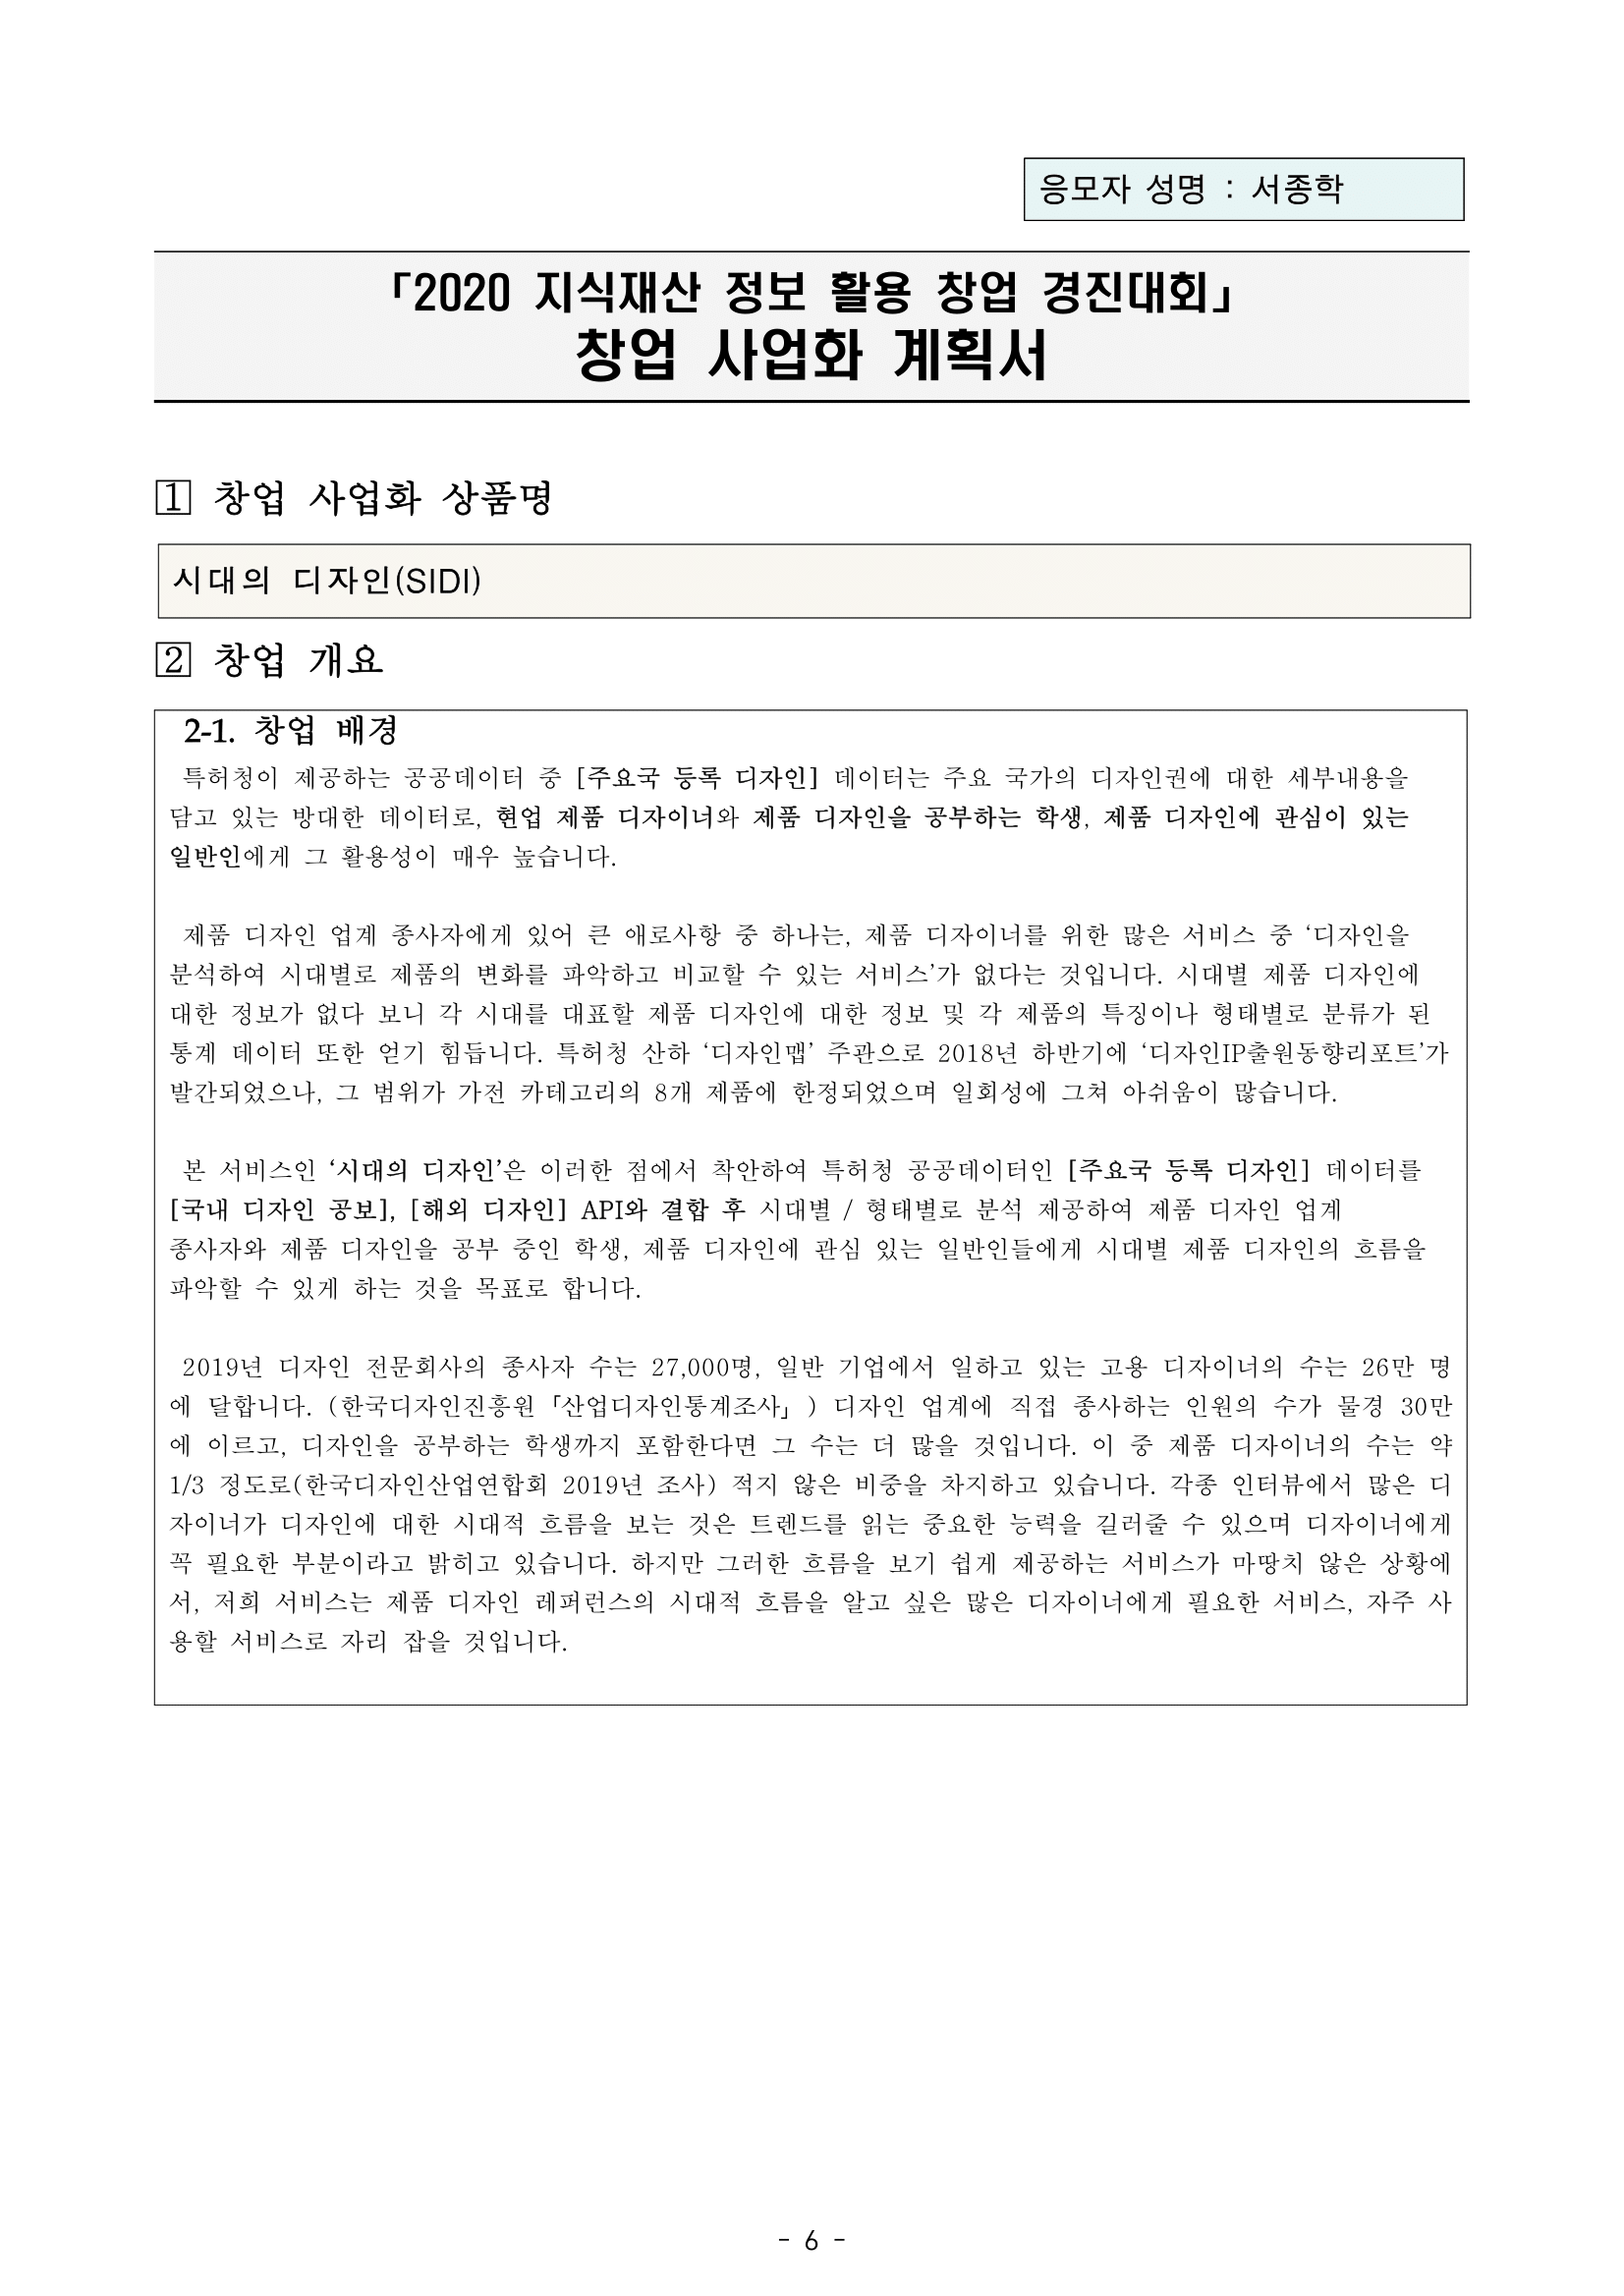 응모자 성명 : 서종학
「2020 지식재산 정보 활용 창업 경진대회」
창업 사업화 계획서
1 창업 사업화 상품명
시대의 디자인(SIDI)
2 창업 개요
2-1. 창업 배경
특허청이 제공하는 공공데이터 중 [주요국 등록 디자인] 데이터는 주요 국가의 디자인권에 대한 세부내용을
담고 있는 방대한 데이터로, 현업 제품 디자이너와 제품 디자인을 공부하는 학생, 제품 디자인에 관심이 있는
일반인에게 그 활용성이 매우 높습니다.
제품 디자인 업계 종사자에게 있어 큰 애로사항 중 하나는, 제품 디자이너를 위한 많은 서비스 중 ‘디자인을
분석하여 시대별로 제품의 변화를 파악하고 비교할 수 있는 서비스’가 없다는 것입니다. 시대별 제품 디자인에
대한 정보가 없다 보니 각 시대를 대표할 제품 디자인에 대한 정보 및 각 제품의 특징이나 형태별로 분류가 된
통계 데이터 또한 얻기 힘듭니다. 특허청 산하 ‘디자인맵’ 주관으로 2018년 하반기에 ‘디자인IP출원동향리포트’가
발간되었으나, 그 범위가 가전 카테고리의 8개 제품에 한정되었으며 일회성에 그쳐 아쉬움이 많습니다.
본 서비스인 ‘시대의 디자인’은 이러한 점에서 착안하여 특허청 공공데이터인 [주요국 등록 디자인] 데이터를
[국내 디자인 공보], [해외 디자인] API와 결합 후 시대별 / 형태별로 분석 제공하여 제품 디자인 업계
종사자와 제품 디자인을 공부 중인 학생, 제품 디자인에 관심 있는 일반인들에게 시대별 제품 디자인의 흐름을
파악할 수 있게 하는 것을 목표로 합니다.
2019년 디자인 전문회사의 종사자 수는 27,000명, 일반 기업에서 일하고 있는 고용 디자이너의 수는 26만 명
에 달합니다. (한국디자인진흥원「산업디자인통계조사」) 디자인 업계에 직접 종사하는 인원의 수가 물경 30만
에 이르고, 디자인을 공부하는 학생까지 포함한다면 그 수는 더 많을 것입니다. 이 중 제품 디자이너의 수는 약
1/3 정도로(한국디자인산업연합회 2019년 조사) 적지 않은 비중을 차지하고 있습니다. 각종 인터뷰에서 많은 디
자이너가 디자인에 대한 시대적 흐름을 보는 것은 트렌드를 읽는 중요한 능력을 길러줄 수 있으며 디자이너에게
꼭 필요한 부분이라고 밝히고 있습니다. 하지만 그러한 흐름을 보기 쉽게 제공하는 서비스가 마땅치 않은 상황에
서, 저희 서비스는 제품 디자인 레퍼런스의 시대적 흐름을 알고 싶은 많은 디자이너에게 필요한 서비스, 자주 사
용할 서비스로 자리 잡을 것입니다.
- 6 -